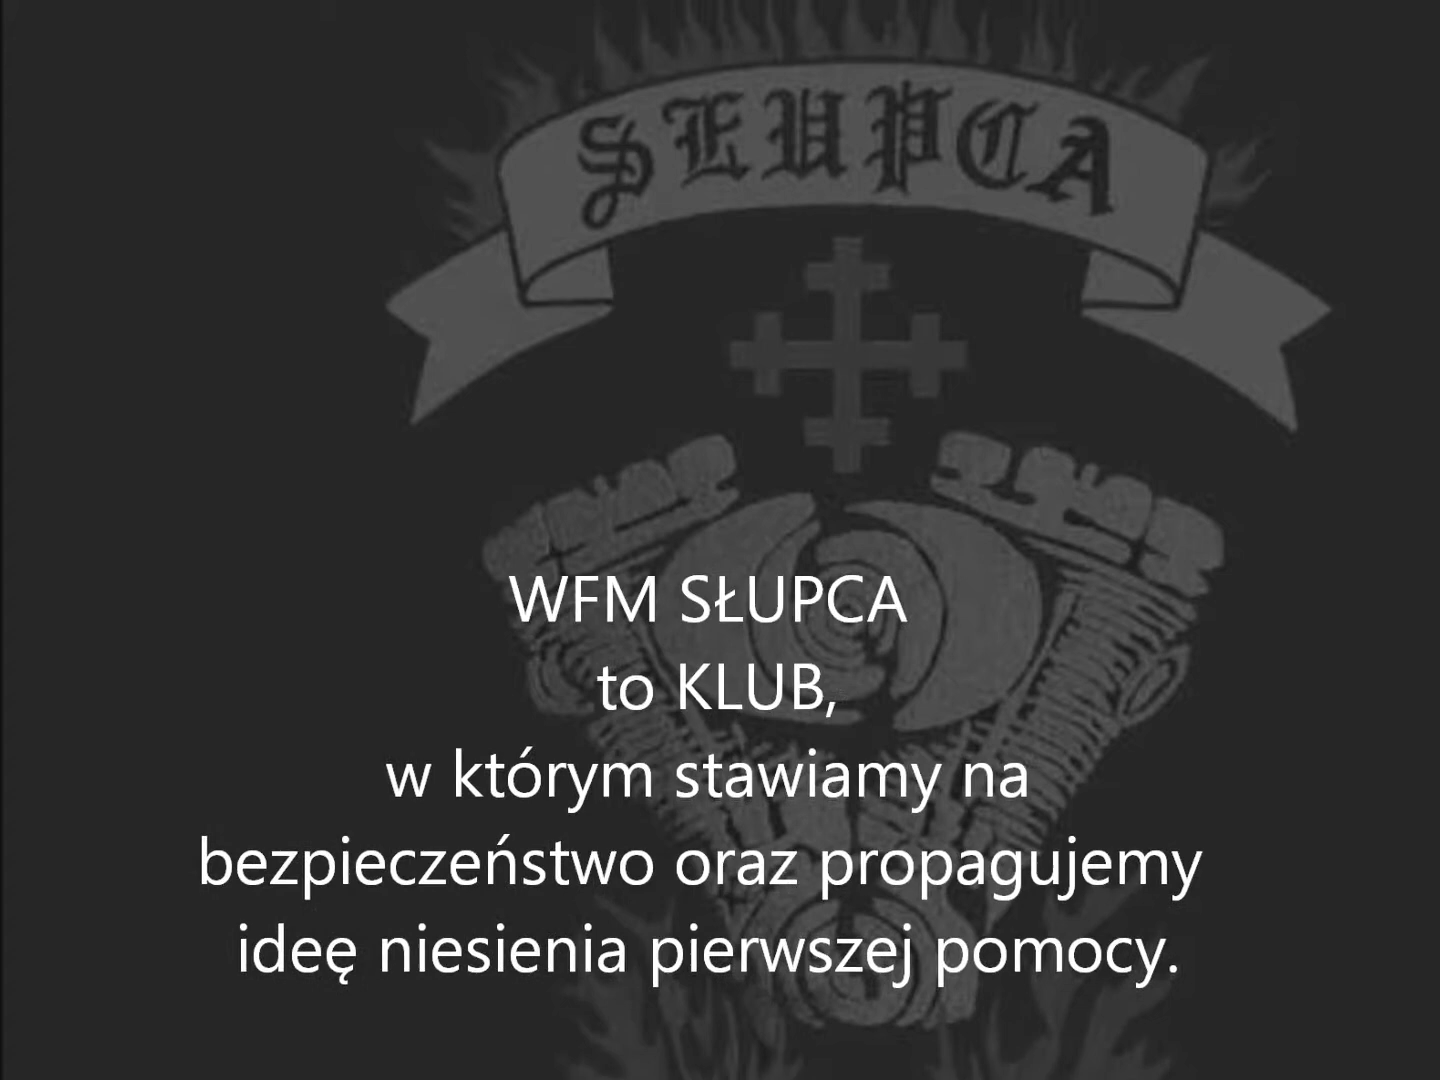 SŁUPCA
WFM SŁUPCA
to KLUB,
w którym stawiamy na
bezpieczeństwo oraz propagujemy
ideę niesienia pierwszej pomocy.